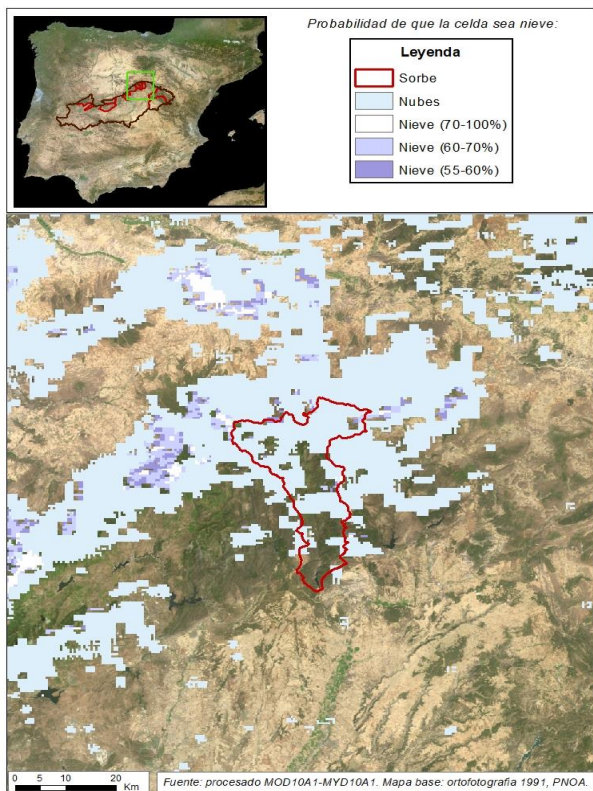 Probabilidad de que la celda sea nieve:
Leyenda
Sorbe
Nubes
Nieve (70-100%)
Nieve (60-70%)
Nieve (55-60%)
0 5 10 20
Km
Fuente: procesado MOD10A1-MYD10A1. Mapa base: ortofotografia 1991, PNOA.